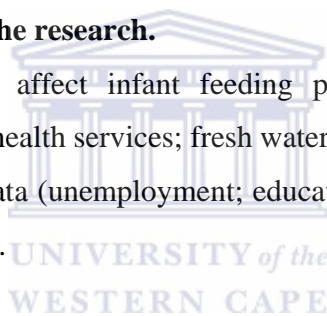 the research.
affect infant feeding p
health services; fresh water
ata (unemployment; educat
.
UNIVERSITY of the
WESTERN CAPE